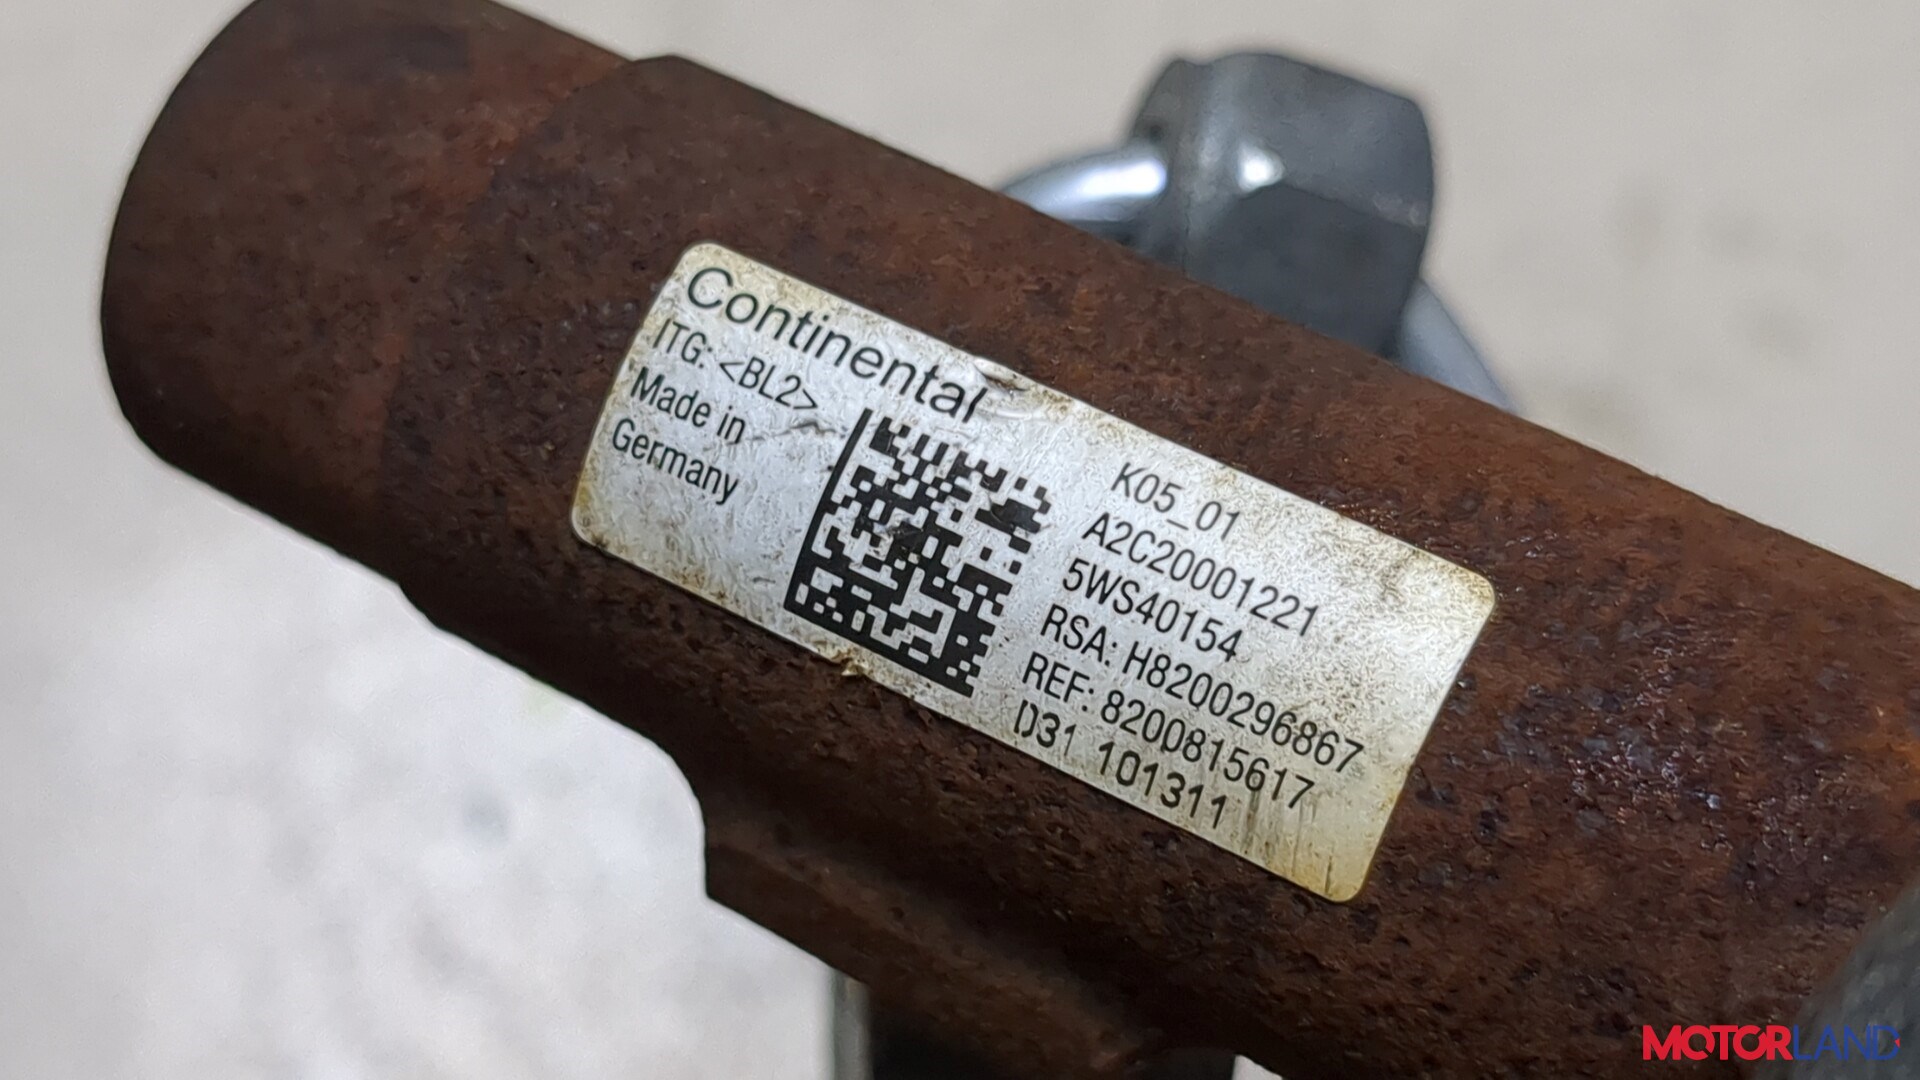 Continental
ITG: <BL2>
Made in
Germany
K05_01
A2C20001221
5WS40154
RSA: H8200296867
REF: 8200815617
D31 101311
MOTORLAND